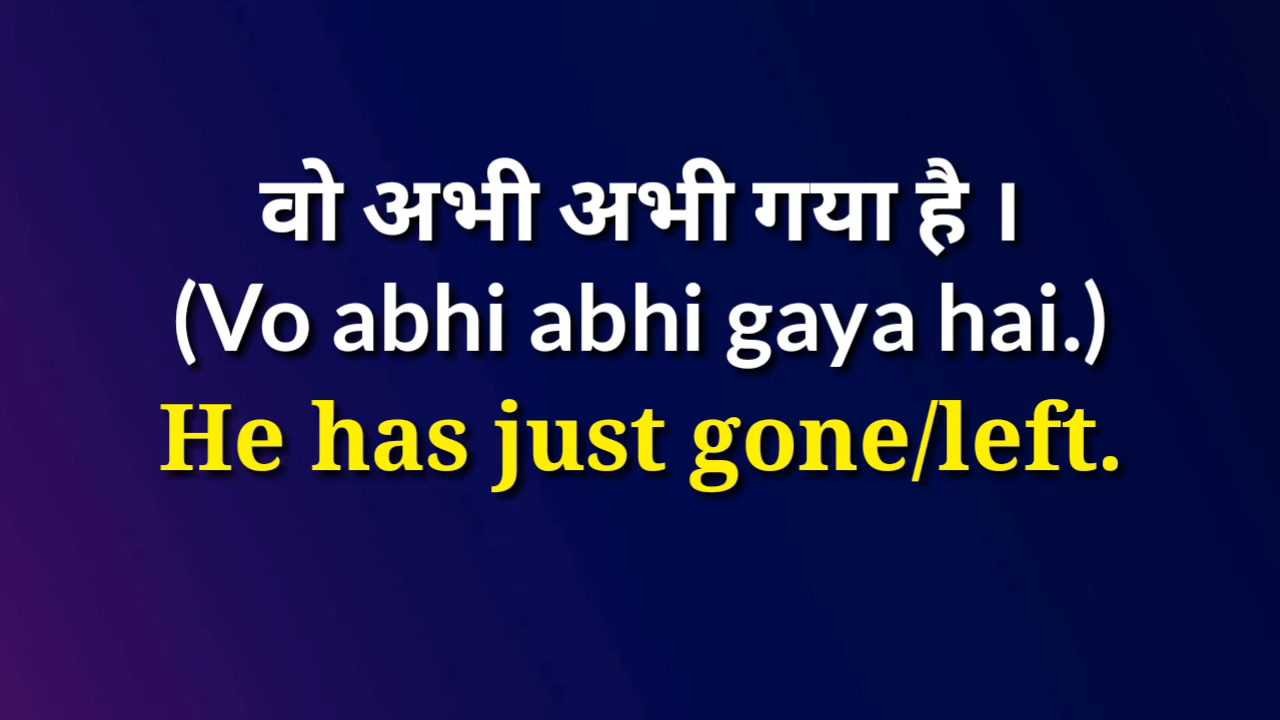 वो अभी अभी गया है ।
(Vo abhi abhi gaya hai.)
He has just gone/left.